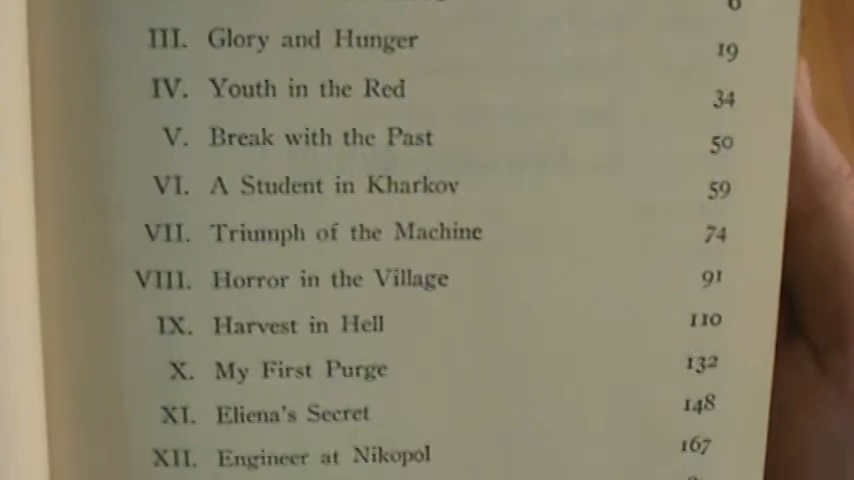 6
III. Glory and Hunger 19
IV. Youth in the Red 34
V. Break with the Past 50
VI. A Student in Kharkov 59
VII. Triumph of the Machine 74
VIII. Horror in the Village 91
IX. Harvest in Hell 110
X. My First Purge 132
XI. Eliena's Secret 148
XII. Engineer at Nikopol 167